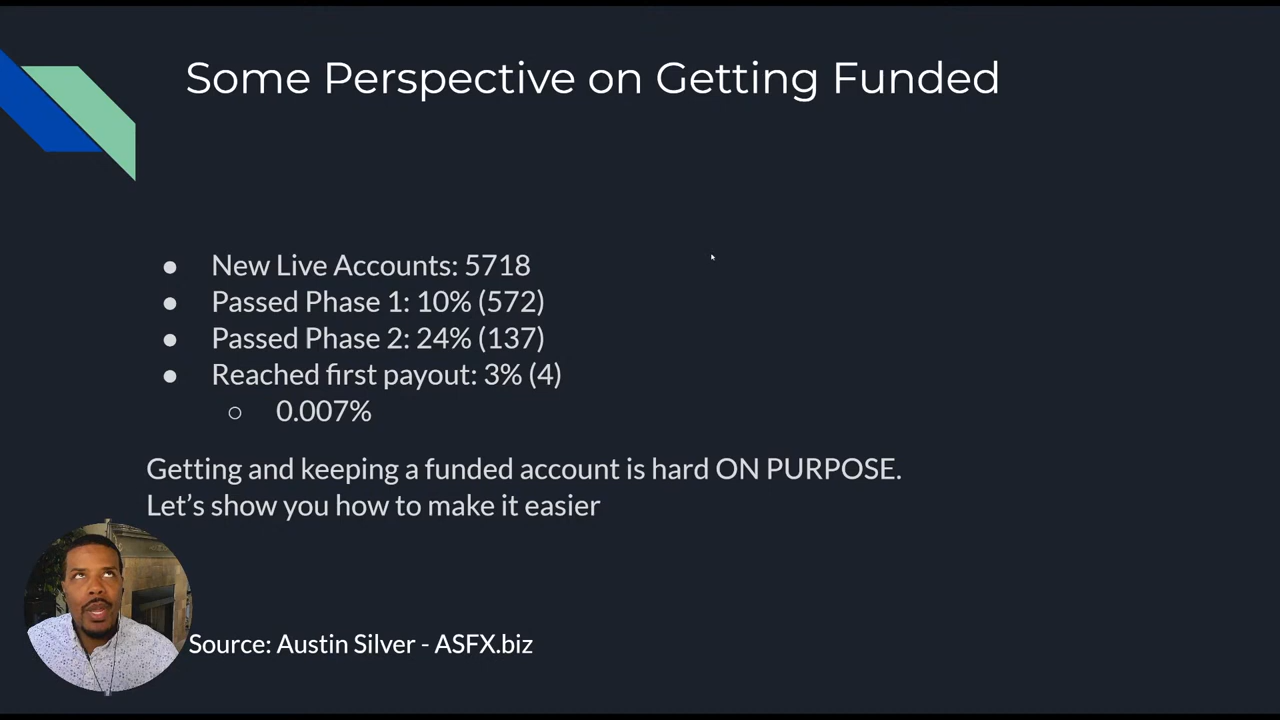 Some Perspective on Getting Funded
● New Live Accounts: 5718
● Passed Phase 1: 10% (572)
● Passed Phase 2: 24% (137)
● Reached first payout: 3% (4)
○ 0.007%
Getting and keeping a funded account is hard ON PURPOSE.
Let’s show you how to make it easier
Source: Austin Silver - ASFX.biz